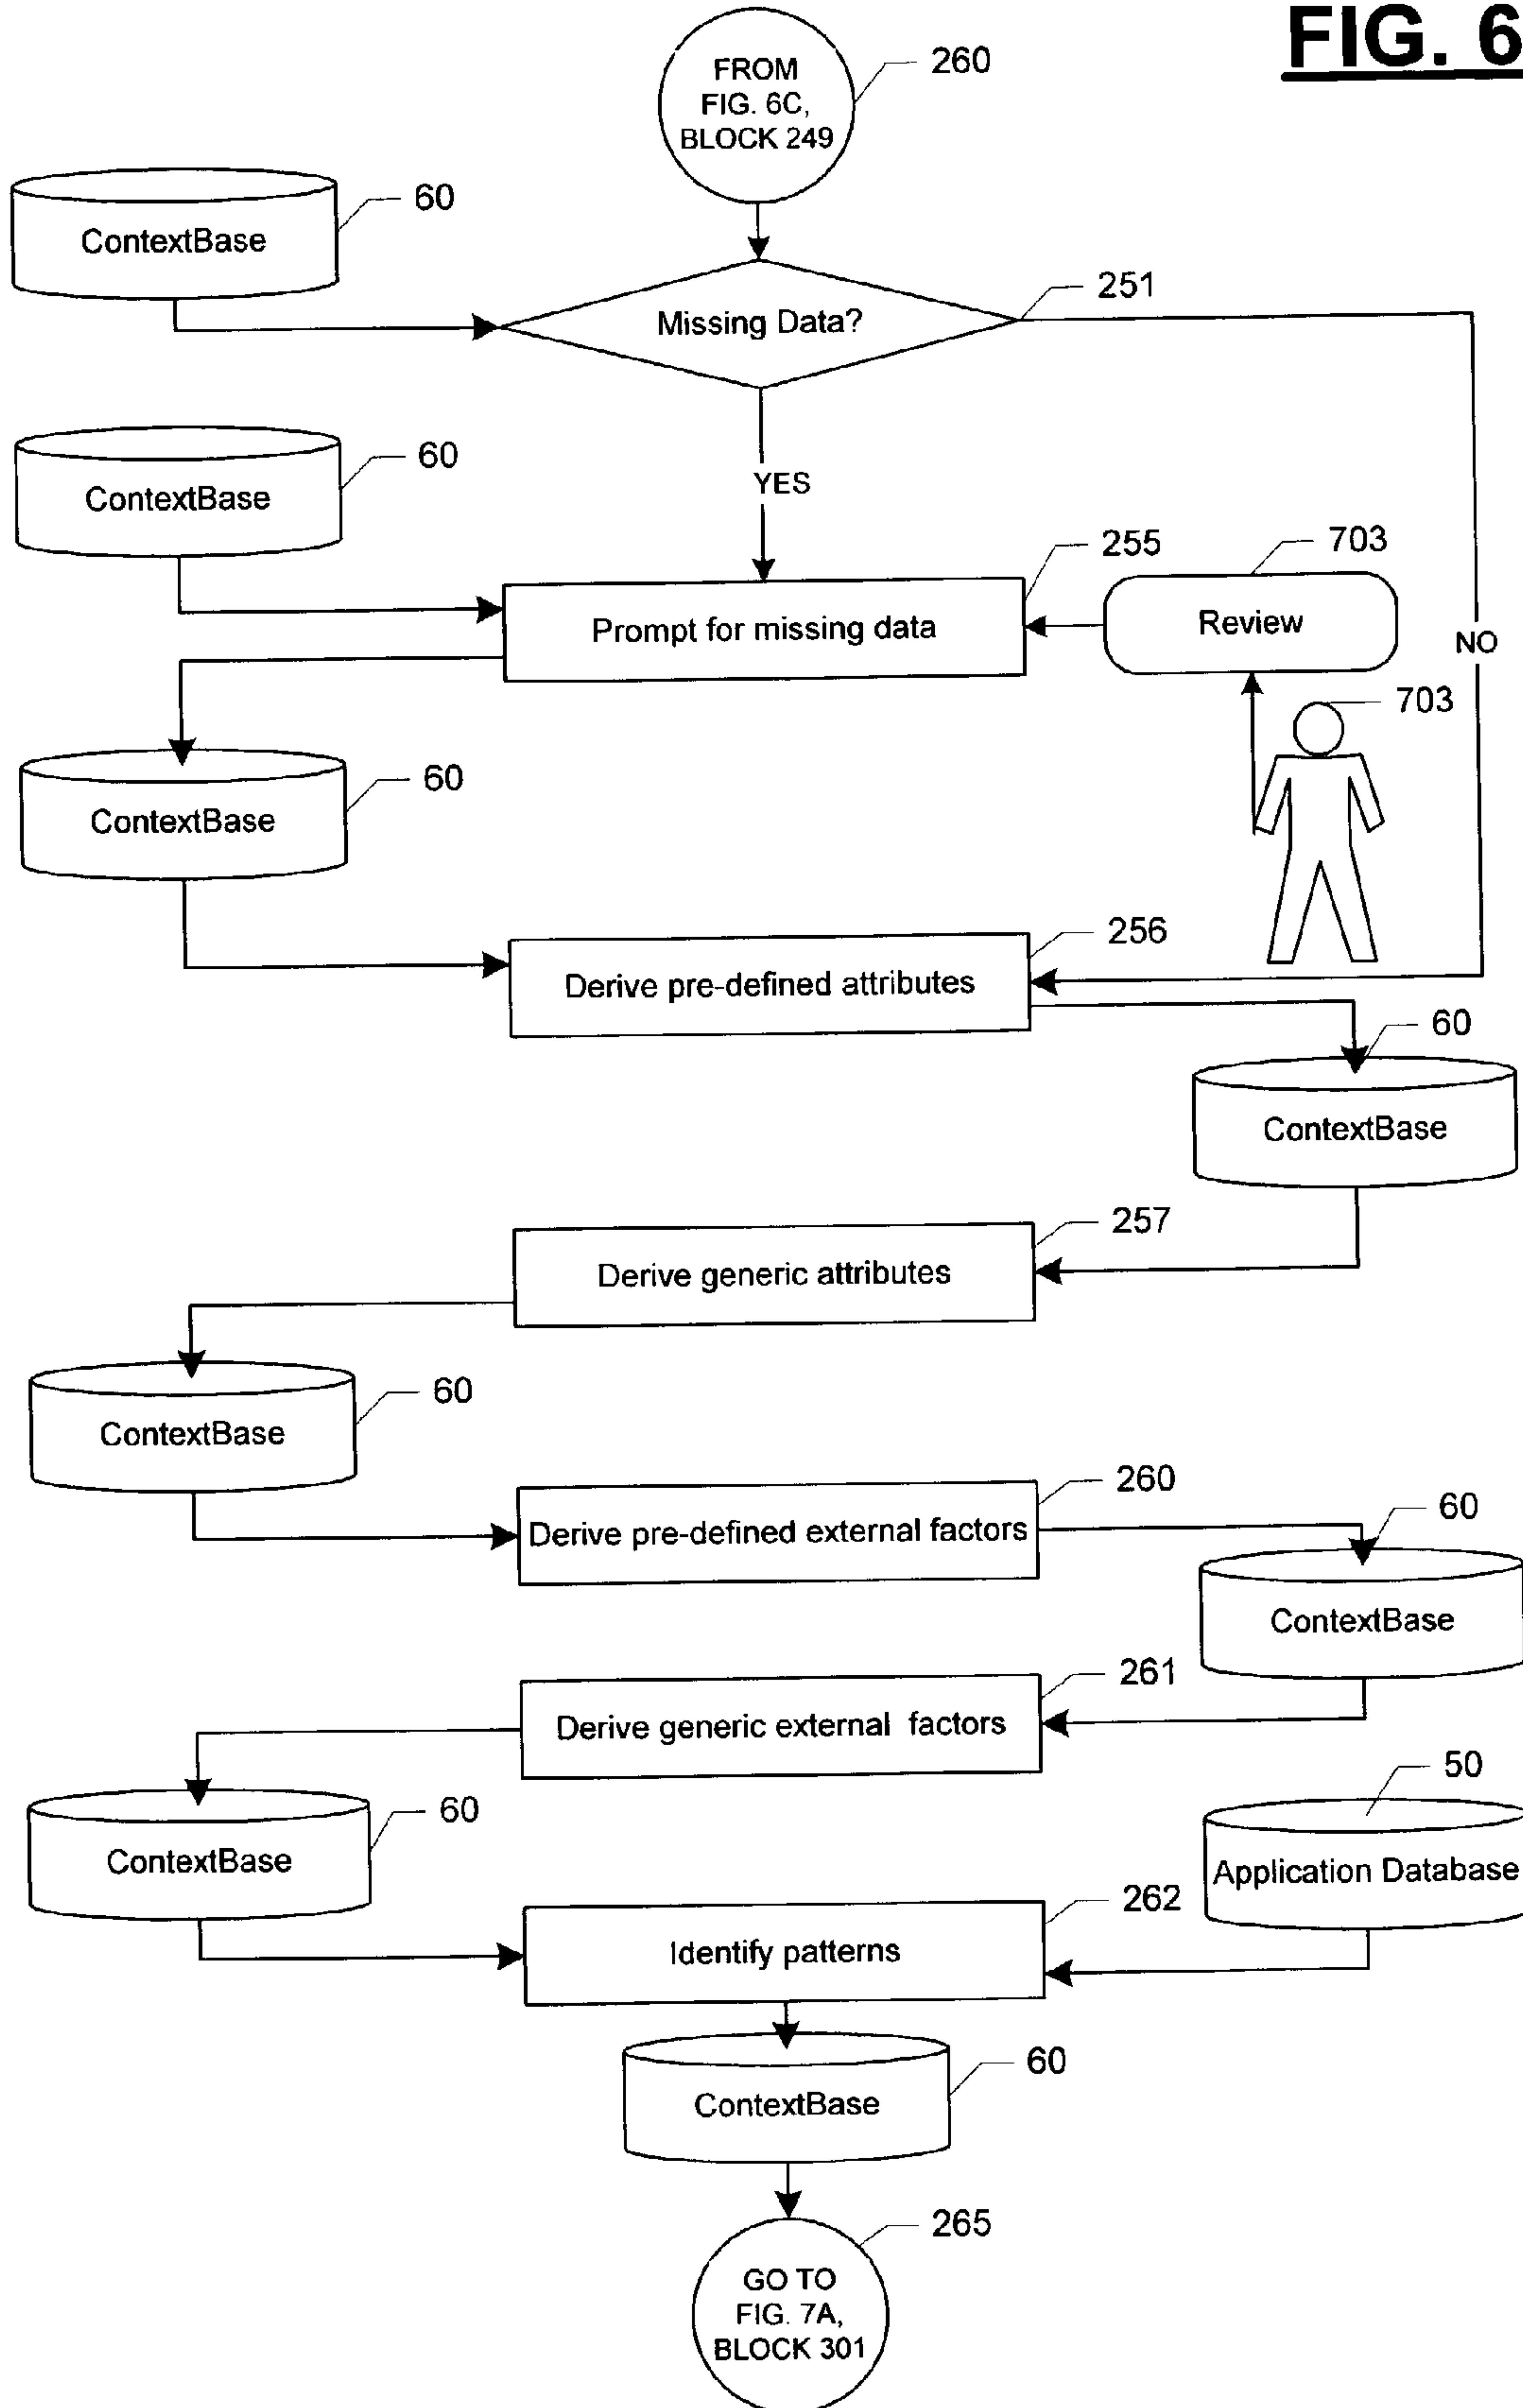 FIG. 6
FROM
FIG. 6C,
BLOCK 249
260
ContextBase
60
Missing Data?
251
YES
NO
ContextBase
60
Prompt for missing data
255
Review
703
703
ContextBase
60
Derive pre-defined attributes
256
ContextBase
60
Derive generic attributes
257
ContextBase
60
Derive pre-defined external factors
260
ContextBase
60
Derive generic external factors
261
ContextBase
60
Application Database
50
Identify patterns
262
ContextBase
60
GO TO
FIG. 7A,
BLOCK 301
265